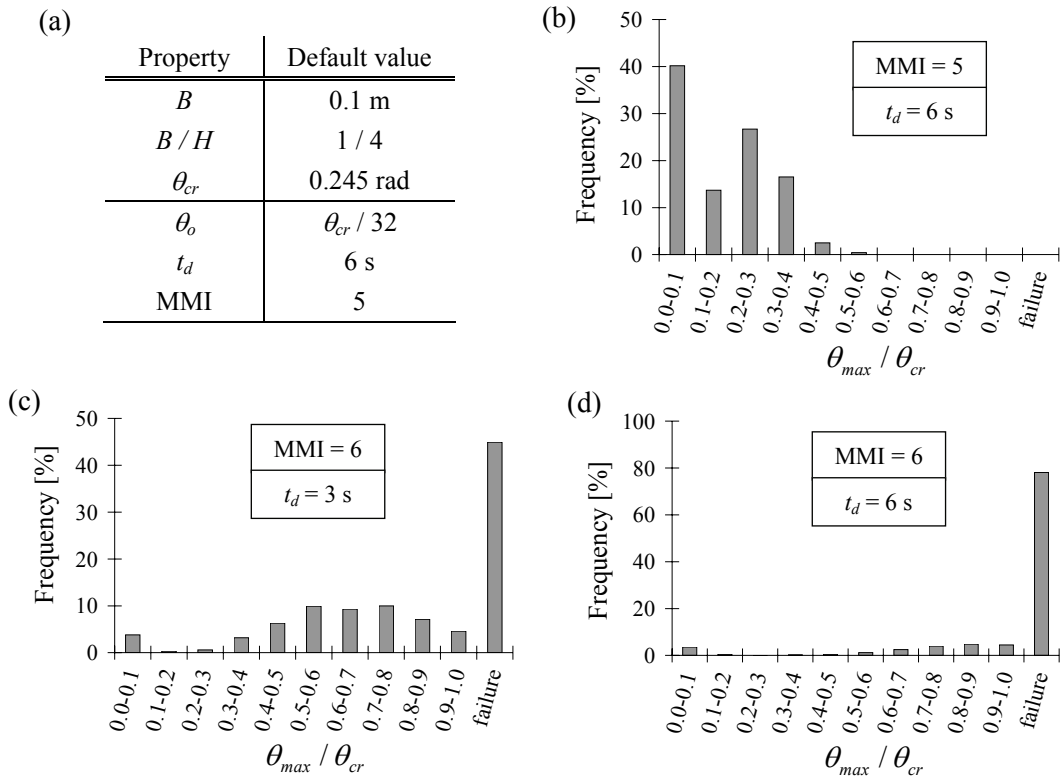 (a)
Property Default value
B 0.1 m
B / H 1 / 4
θcr 0.245 rad
θo θcr / 32
td 6 s
MMI 5
(b)
Frequency [%]
50
40
30
20
10
0
MMI = 5
td = 6 s
0.0-0.1 0.1-0.2 0.2-0.3 0.3-0.4 0.4-0.5 0.5-0.6 0.6-0.7 0.7-0.8 0.8-0.9 0.9-1.0 failure
θmax / θcr
(c)
Frequency [%]
50
40
30
20
10
0
MMI = 6
td = 3 s
0.0-0.1 0.1-0.2 0.2-0.3 0.3-0.4 0.4-0.5 0.5-0.6 0.6-0.7 0.7-0.8 0.8-0.9 0.9-1.0 failure
θmax / θcr
(d)
Frequency [%]
100
80
60
40
20
0
MMI = 6
td = 6 s
0.0-0.1 0.1-0.2 0.2-0.3 0.3-0.4 0.4-0.5 0.5-0.6 0.6-0.7 0.7-0.8 0.8-0.9 0.9-1.0 failure
θmax / θcr